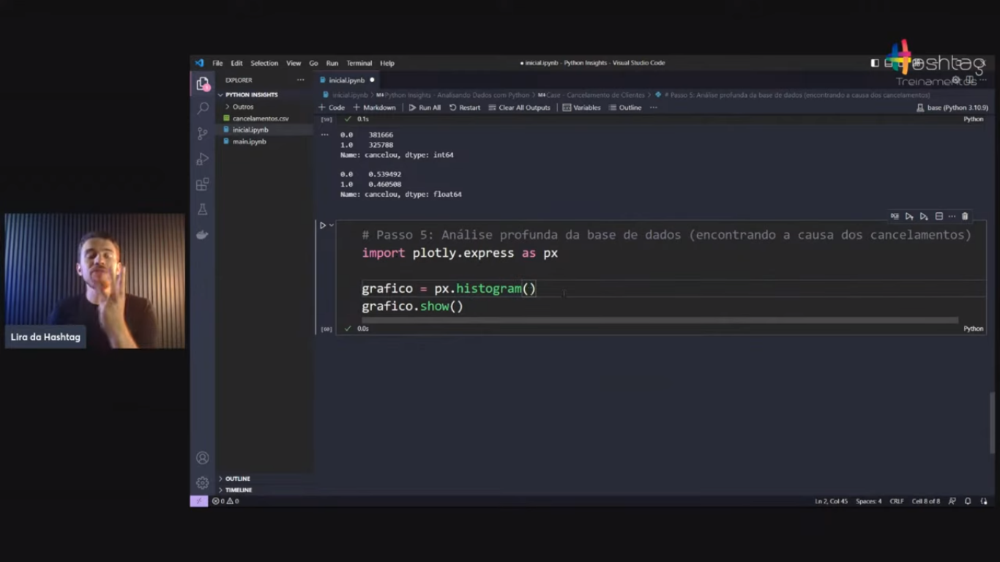 Hashtag
Treinamentos
File Edit Selection View Go Run Terminal Help
inicial.ipynb - Python Insights - Visual Studio Code
EXPLORER
PYTHON INSIGHTS
Outros
cancelamentos.csv
inicial.ipynb
main.ipynb
OUTLINE
TIMELINE
inicial.ipynb
inicial.ipynb > Python Insights - Analisando Dados com Python > Case - Cancelamento de Clientes > # Passo 5: Análise profunda da base de dados (encontrando a causa dos cancelamentos)
+ Code + Markdown Run All Restart Clear All Outputs Variables Outline ... base (Python 3.10.9)
0.1s Python
0.0 381666
1.0 325788
Name: cancelou, dtype: int64
0.0 0.539492
1.0 0.460508
Name: cancelou, dtype: float64
# Passo 5: Análise profunda da base de dados (encontrando a causa dos cancelamentos)
import plotly.express as px
grafico = px.histogram()
grafico.show()
[60] 0.0s Python
Lira da Hashtag
0 0 Ln 2, Col 45 Spaces: 4 CRLF Cell 8 of 8